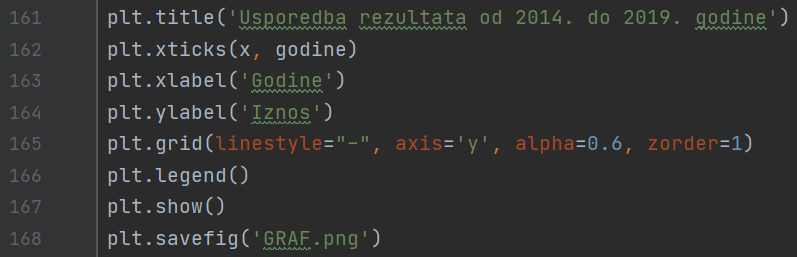 161 plt.title('Usporedba rezultata od 2014. do 2019. godine')
162 plt.xticks(x, godine)
163 plt.xlabel('Godine')
164 plt.ylabel('Iznos')
165 plt.grid(linestyle="-", axis='y', alpha=0.6, zorder=1)
166 plt.legend()
167 plt.show()
168 plt.savefig('GRAF.png')